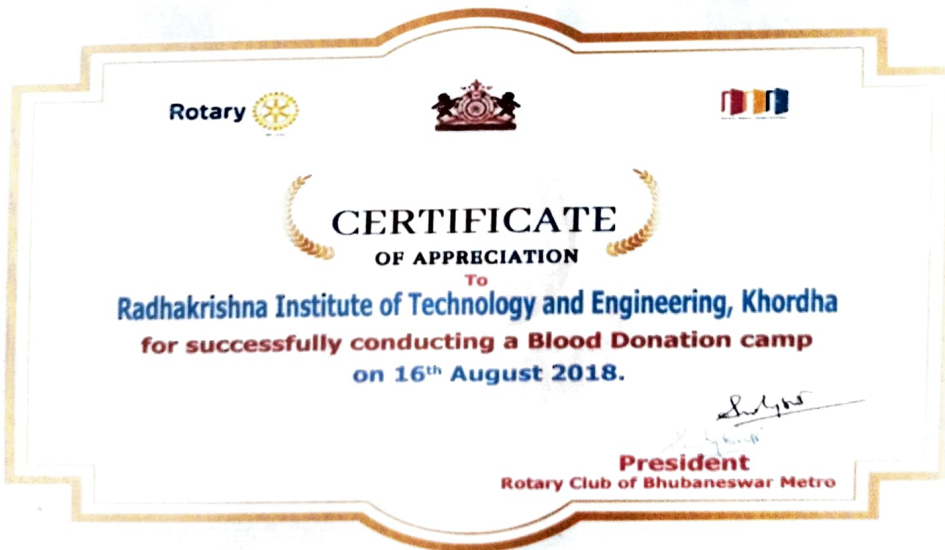 Rotary
CERTIFICATE
OF APPRECIATION
To
Radhakrishna Institute of Technology and Engineering, Khordha
for successfully conducting a Blood Donation camp
on 16th August 2018.
President
Rotary Club of Bhubaneswar Metro